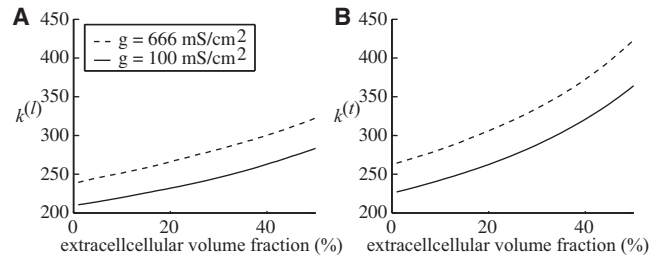 A
450
400
350
300
250
200
k(l)
g = 666 mS/cm2
g = 100 mS/cm2
0
20
40
extracellcellular volume fraction (%)
B
450
400
350
300
250
200
k(t)
0
20
40
extracellcellular volume fraction (%)